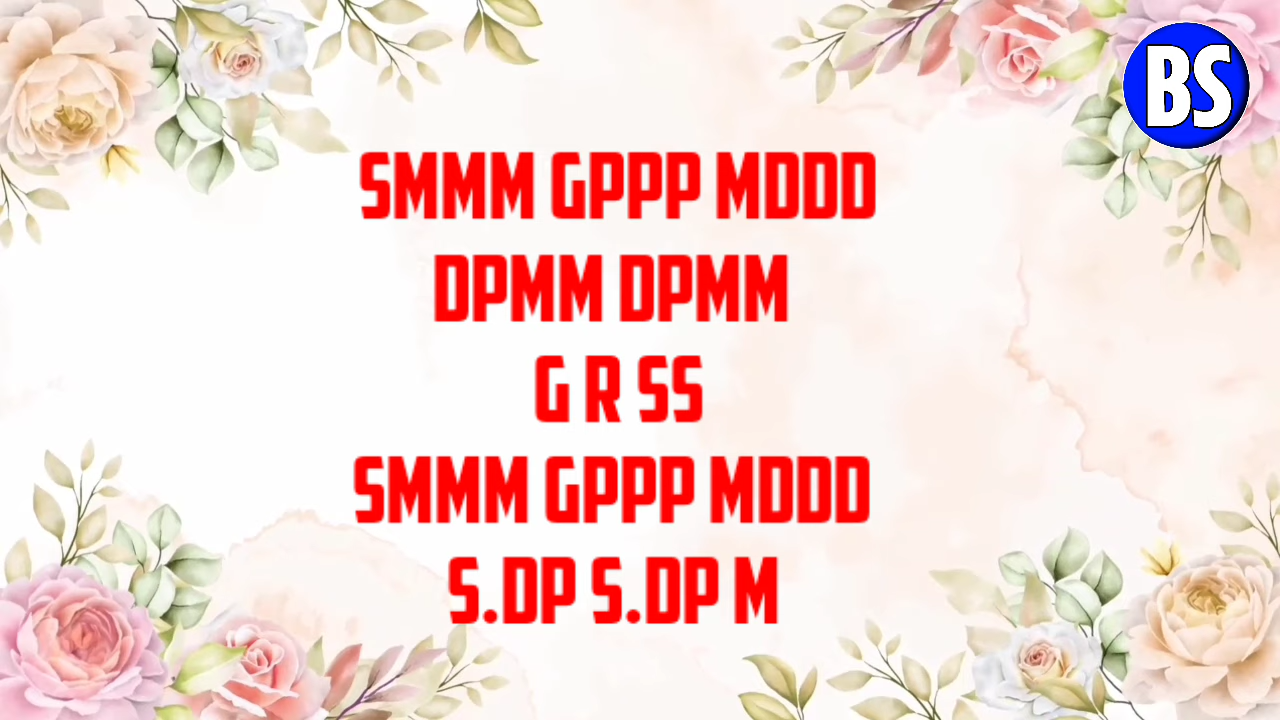 BS
SMMM GPPP MDDD
DPMM DPMM
G R SS
SMMM GPPP MDDD
S.DP S.DP M